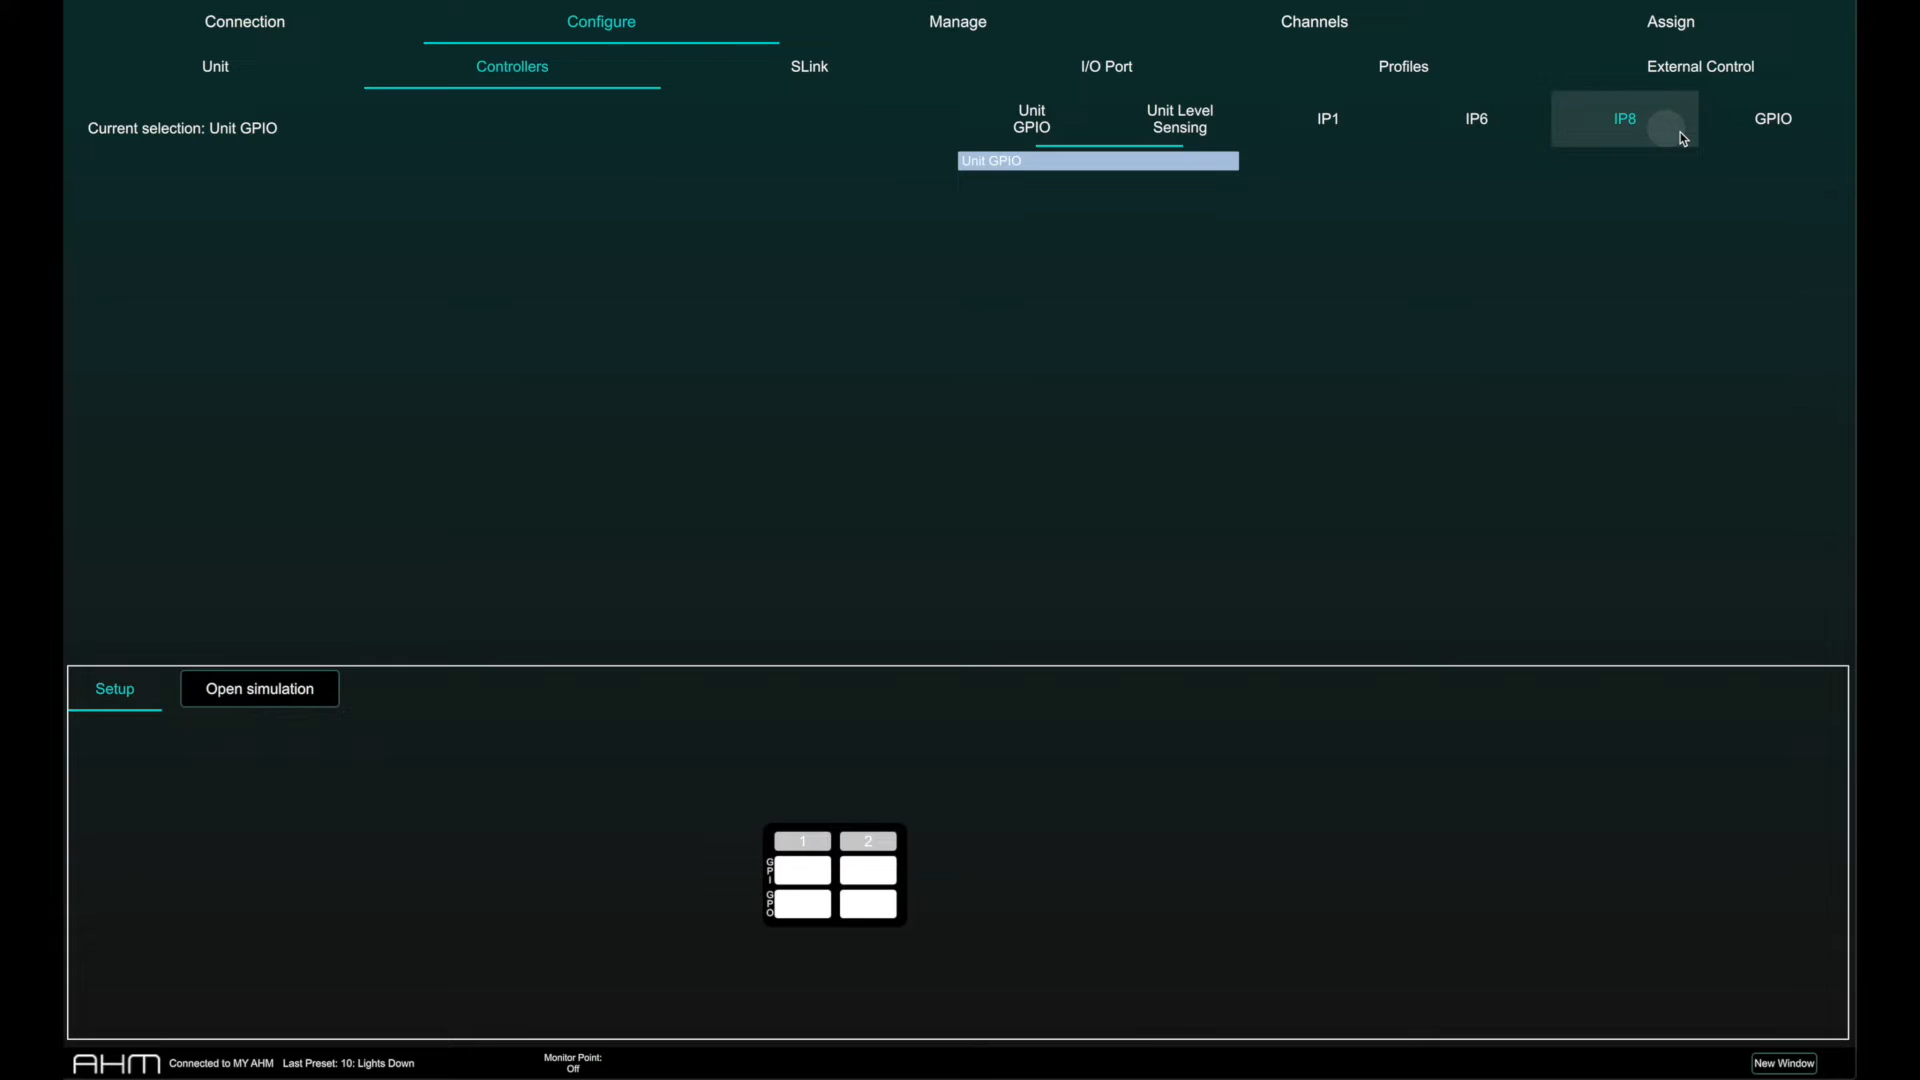 Connection Configure Manage Channels Assign
Unit Controllers SLink I/O Port Profiles External Control
Current selection: Unit GPIO
Unit
GPIO
Unit Level
Sensing
IP1 IP6 IP8 GPIO
Unit GPIO
Setup Open simulation
1 2
GPI
GPO
AHM Connected to MY AHM Last Preset: 10: Lights Down
Monitor Point:
Off
New Window